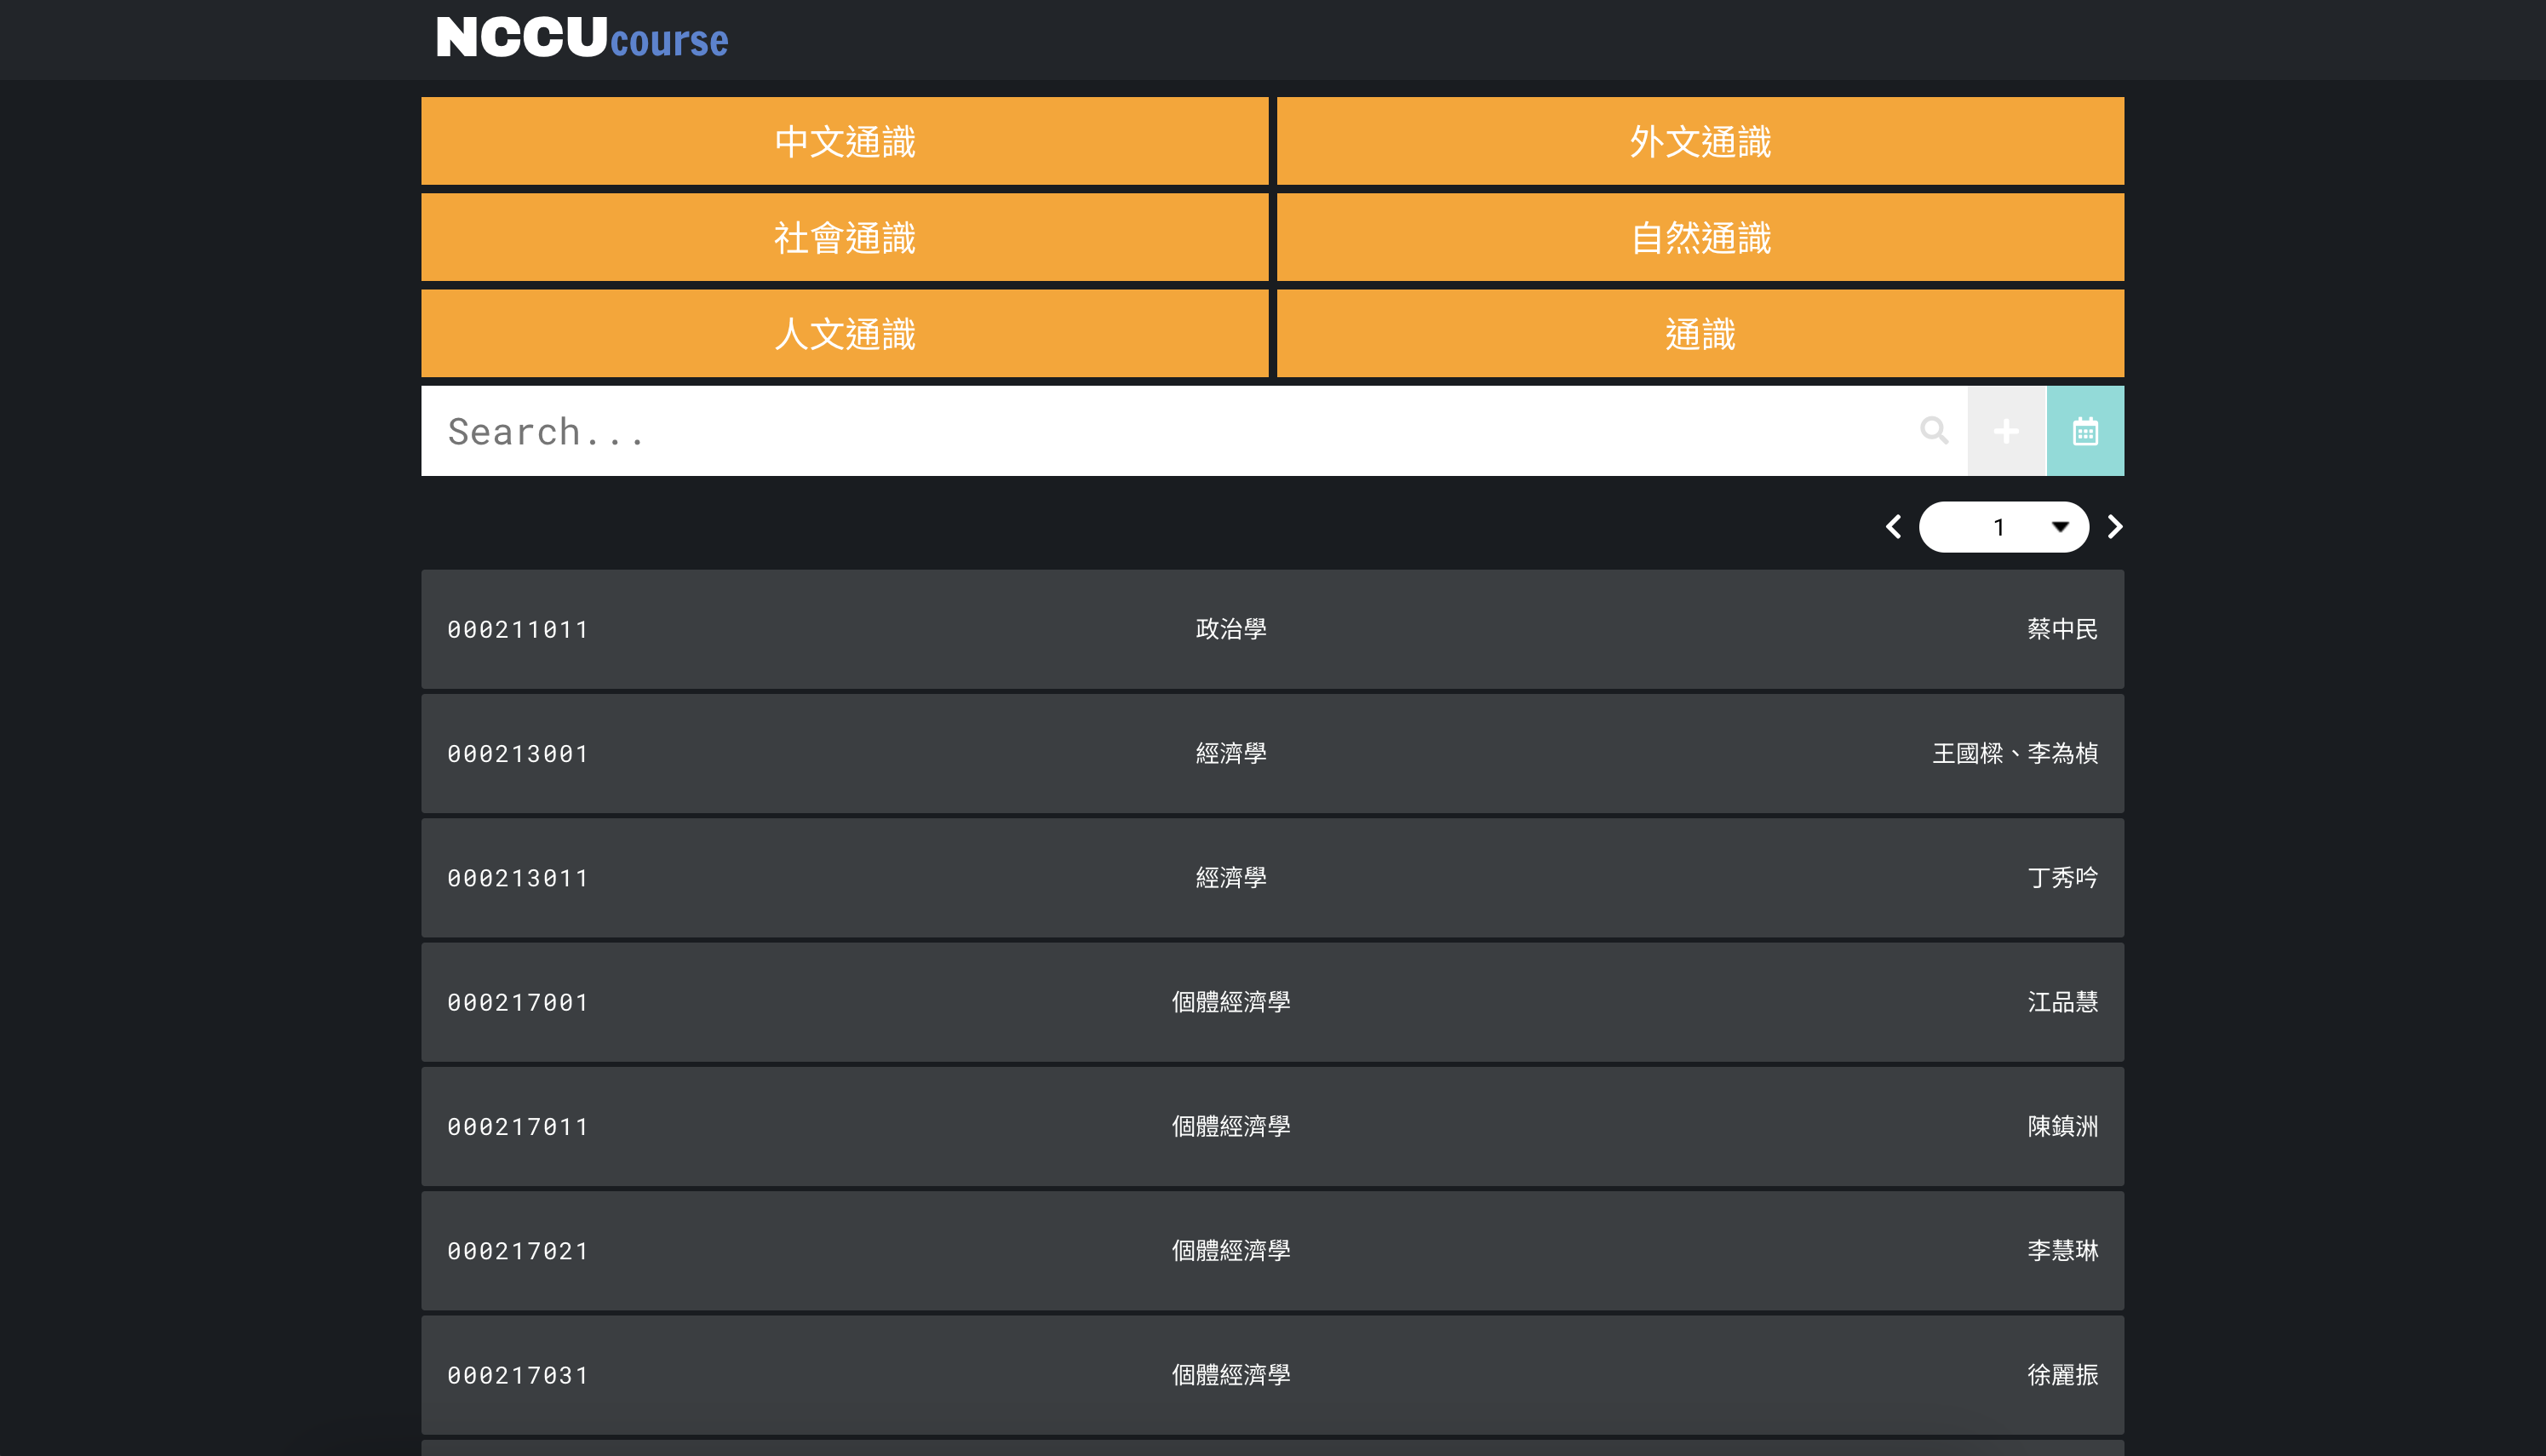 NCCUcourse
中文通識 外文通識
社會通識 自然通識
人文通識 通識
Search...
1
000211011 政治學 蔡中民
000213001 經濟學 王國樑、李為楨
000213011 經濟學 丁秀吟
000217001 個體經濟學 江品慧
000217011 個體經濟學 陳鎮洲
000217021 個體經濟學 李慧琳
000217031 個體經濟學 徐麗振